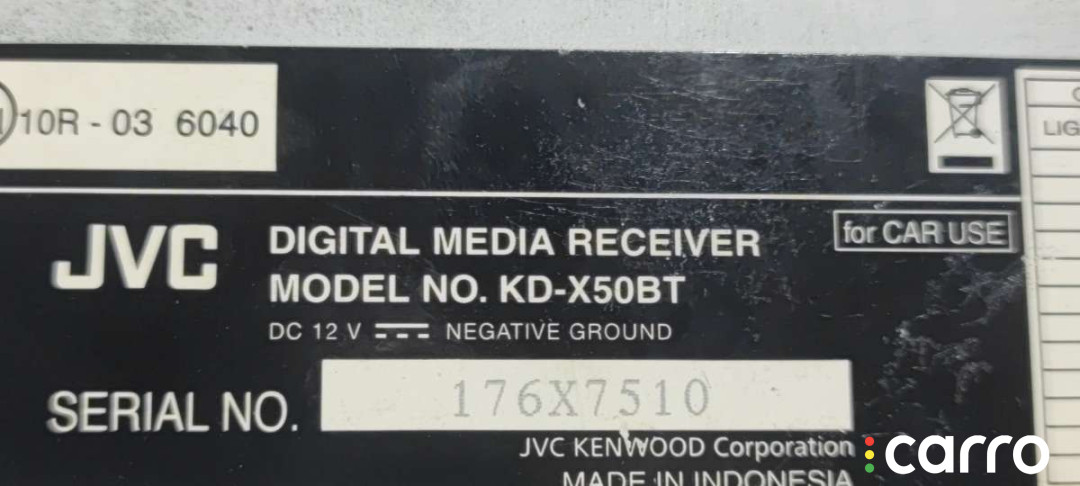 10R - 03 6040
JVC
DIGITAL MEDIA RECEIVER
MODEL NO. KD-X50BT
DC 12 V NEGATIVE GROUND
for CAR USE
SERIAL NO. 176X7510
JVC KENWOOD Corporation
MADE IN INDONESIA
LIG
carro